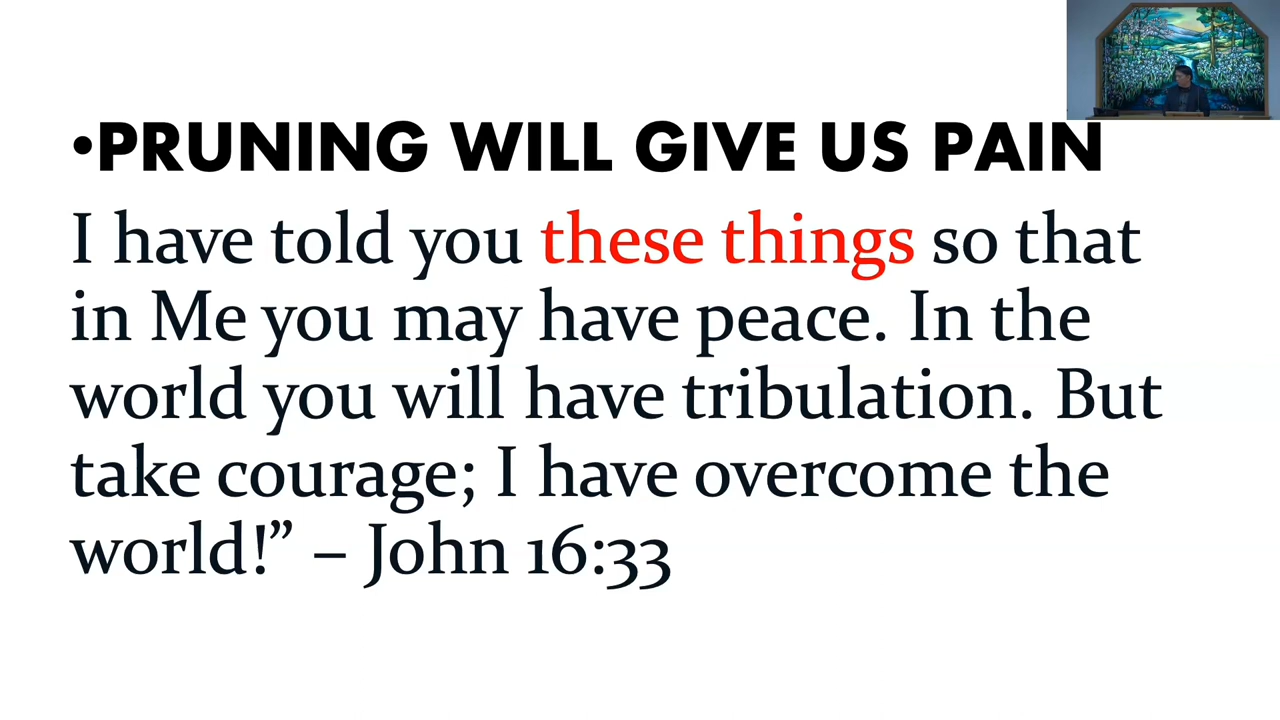 •PRUNING WILL GIVE US PAIN
I have told you these things so that
in Me you may have peace. In the
world you will have tribulation. But
take courage; I have overcome the
world!” – John 16:33